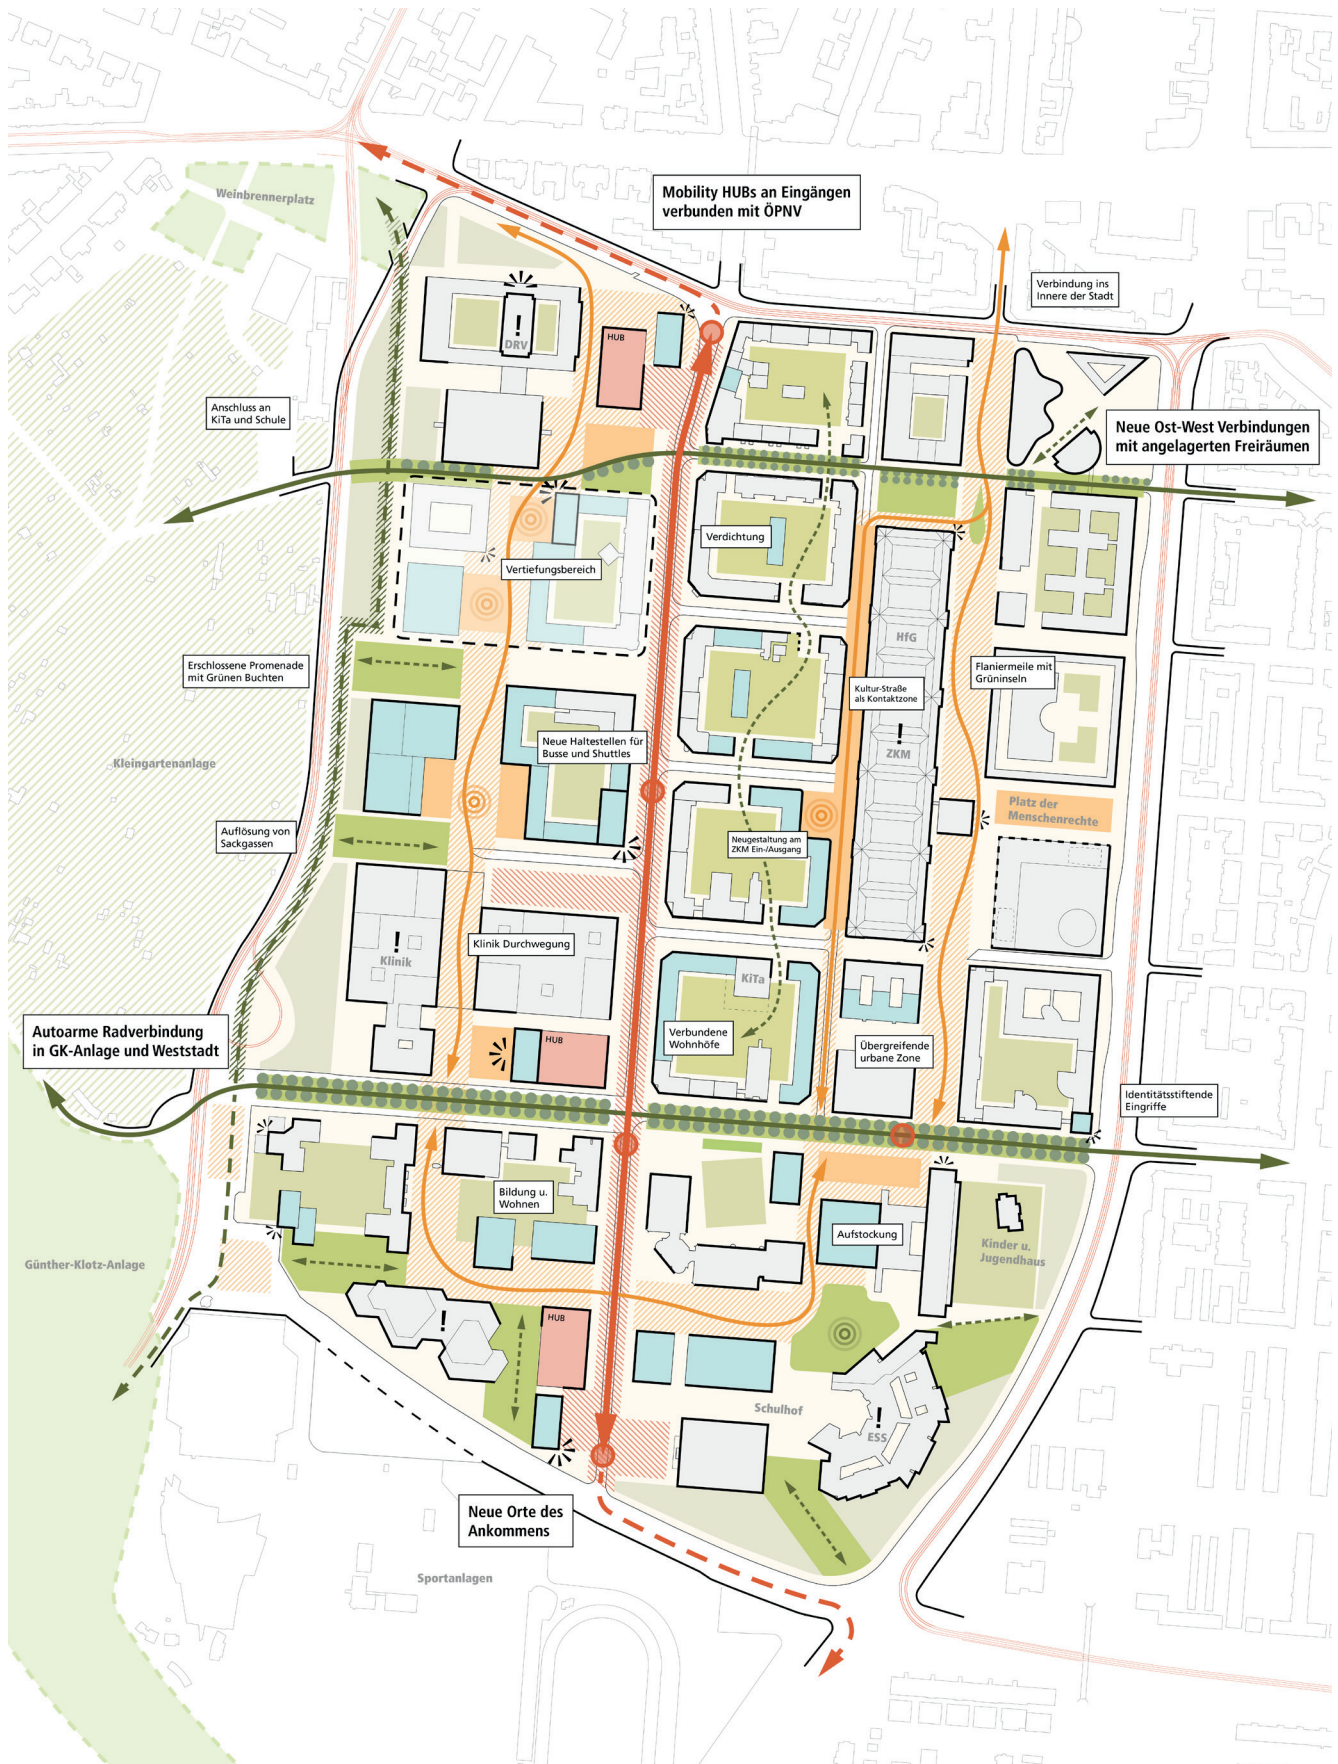 Weinbrennerplatz
Mobility HUBs an Eingängen
verbunden mit ÖPNV
Verbindung ins
Innere der Stadt
DRV
HUB
Anschluss an
KiTa und Schule
Neue Ost-West Verbindungen
mit angelagerten Freiräumen
Verdichtung
Vertiefungsbereich
HfG
Erschlossene Promenade
mit Grünen Buchten
Flaniermeile mit
Grüninseln
Kultur-Straße
als Kontaktzone
Neue Haltestellen für
Busse und Shuttles
ZKM
Kleingartenanlage
Platz der
Menschenrechte
Auflösung von
Sackgassen
Neugestaltung am
ZKM Ein-/Ausgang
Klinik Durchwegung
Klinik
KiTa
Autoarme Radverbindung
in GK-Anlage und Weststadt
HUB
Verbundene
Wohnhöfe
Übergreifende
urbane Zone
Identitätsstiftende
Eingriffe
Bildung u.
Wohnen
Aufstockung
Kinder u.
Jugendhaus
Günther-Klotz-Anlage
HUB
Schulhof
ESS
Neue Orte des
Ankommens
Sportanlagen